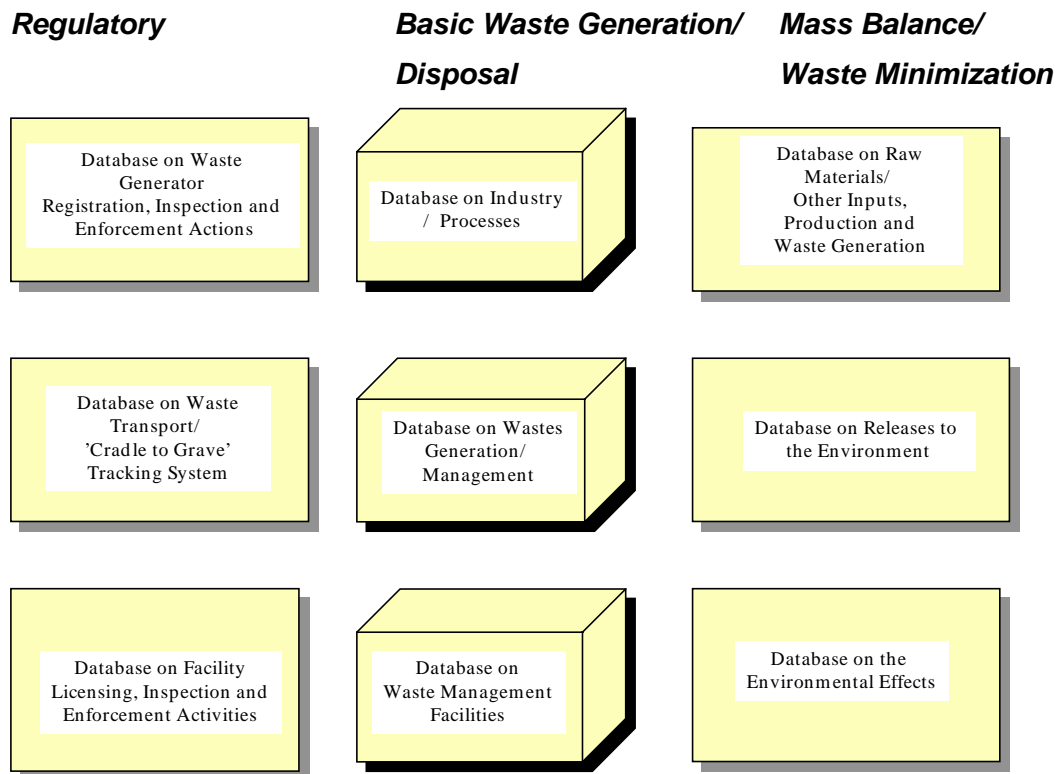 Regulatory
Basic Waste Generation/
Disposal
Mass Balance/
Waste Minimization
Database on Waste
Generator
Registration, Inspection and
Enforcement Actions
Database on Industry
/ Processes
Database on Raw
Materials/
Other Inputs,
Production and
Waste Generation
Database on Waste
Transport/
’Cradle to Grave’
Tracking System
Database on Wastes
Generation/
Management
Database on Releases to
the Environment
Database on Facility
Licensing, Inspection and
Enforcement Activities
Database on
Waste Management
Facilities
Database on the
Environmental Effects